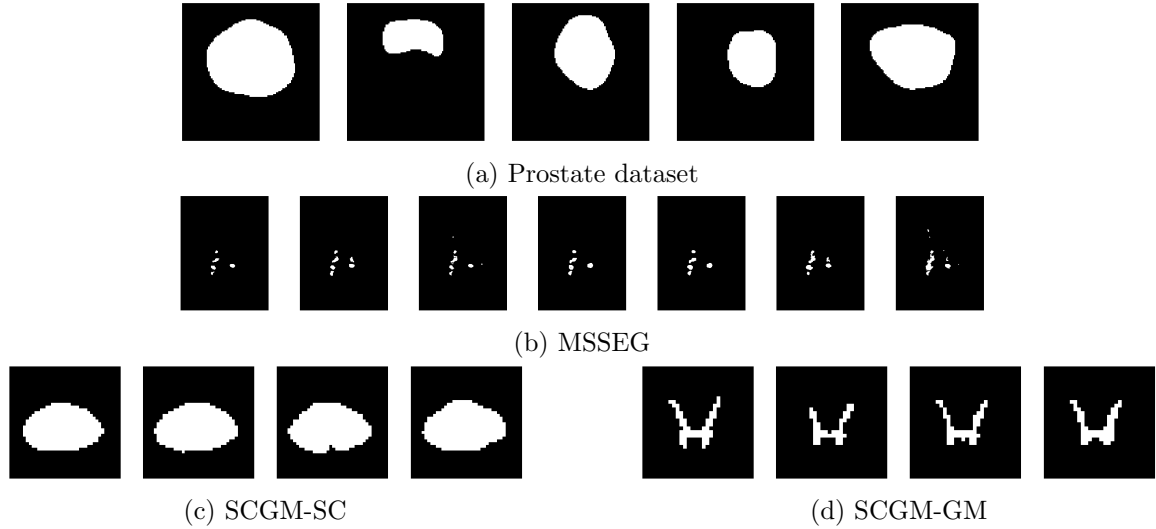 (a) Prostate dataset
(b) MSSEG
(c) SCGM-SC
(d) SCGM-GM